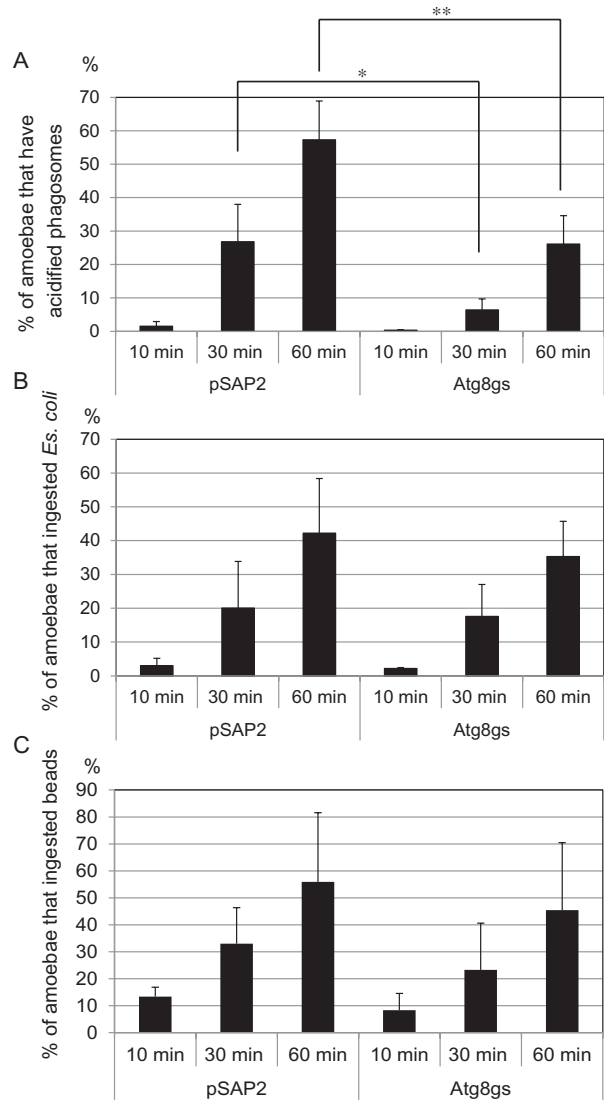 **
A
%
*
% of amoebae that have
acidified phagosomes
70
60
50
40
30
20
10
0
10 min 30 min 60 min 10 min 30 min 60 min
pSAP2 Atg8gs
B
%
% of amoebae that ingested Es. coli
70
60
50
40
30
20
10
0
10 min 30 min 60 min 10 min 30 min 60 min
pSAP2 Atg8gs
C
%
% of amoebae that ingested beads
90
80
70
60
50
40
30
20
10
0
10 min 30 min 60 min 10 min 30 min 60 min
pSAP2 Atg8gs